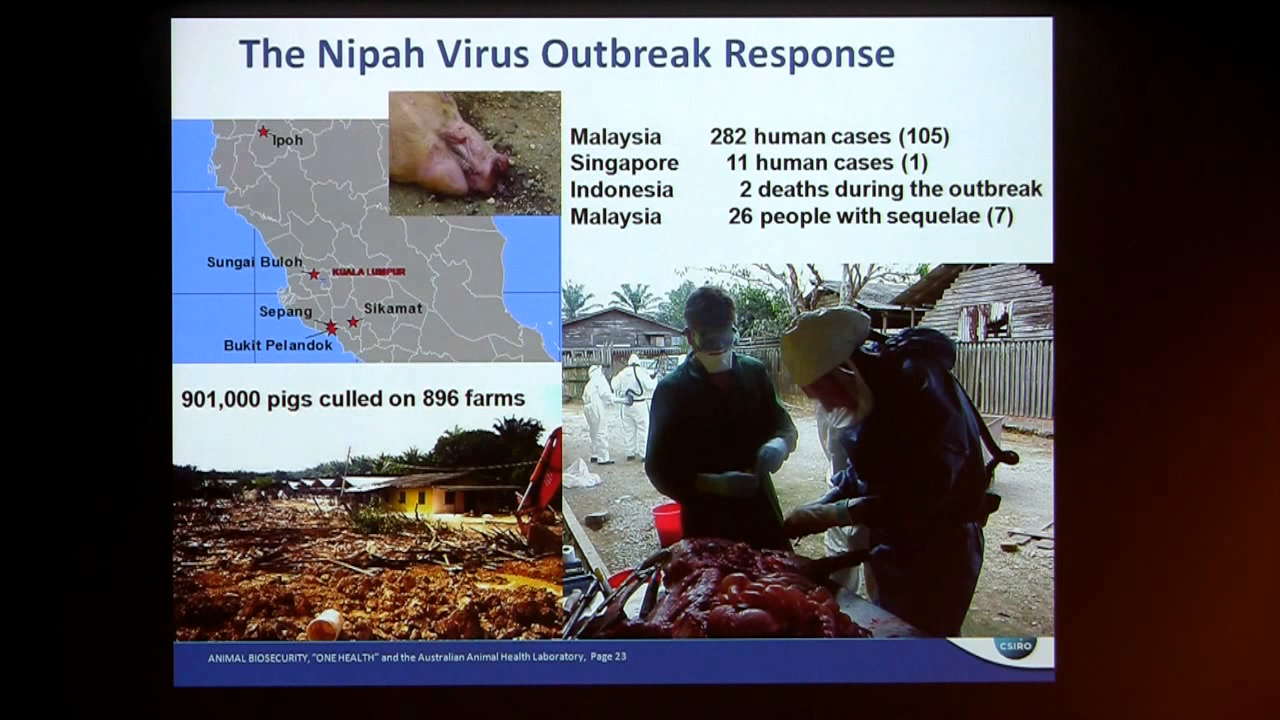 The Nipah Virus Outbreak Response
Ipoh
Sungai Buloh
KUALA LUMPUR
Sepang
Sikamat
Bukit Pelandok
Malaysia 282 human cases (105)
Singapore 11 human cases (1)
Indonesia 2 deaths during the outbreak
Malaysia 26 people with sequelae (7)
901,000 pigs culled on 896 farms
ANIMAL BIOSECURITY, “ONE HEALTH” and the Australian Animal Health Laboratory, Page 23
CSIRO